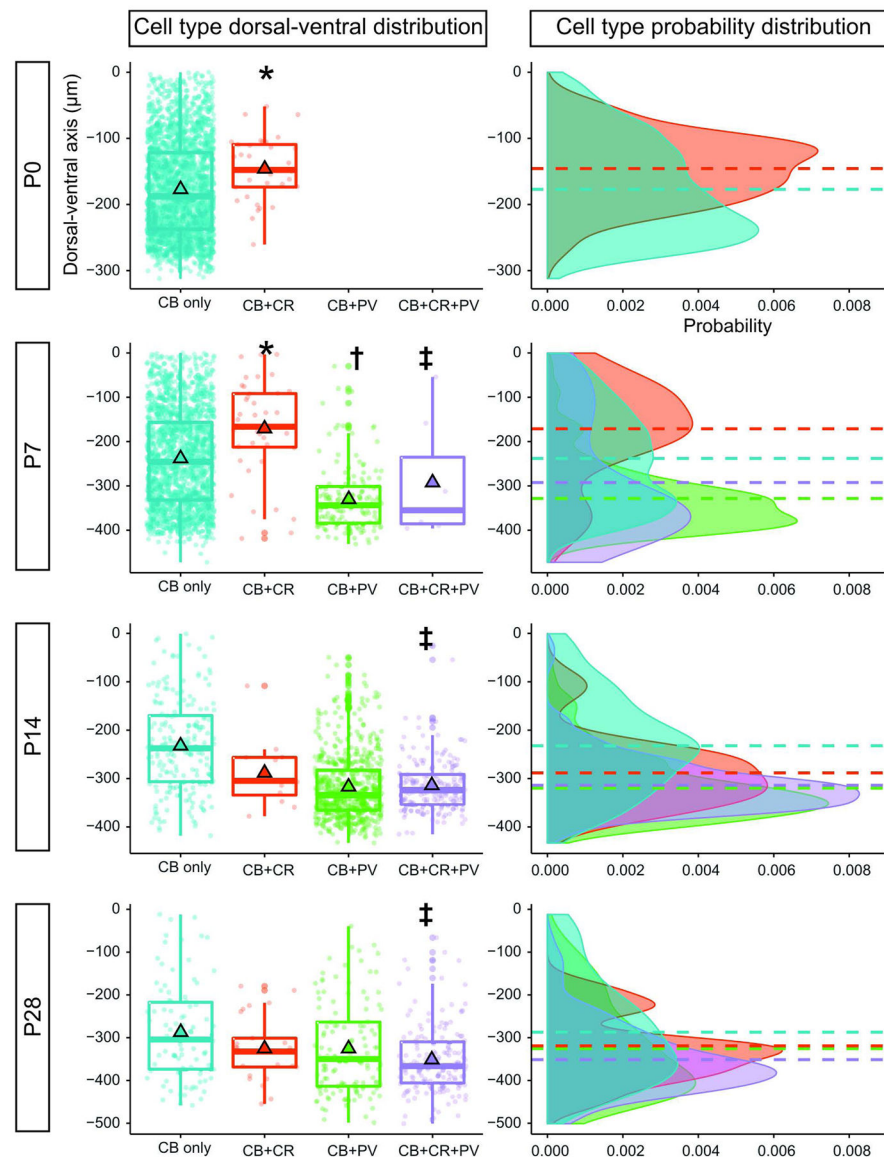 Cell type dorsal-ventral distribution
Cell type probability distribution
P0
Dorsal-ventral axis (µm)
0
−100
−200
−300
*
CB only
CB+CR
CB+PV
CB+CR+PV
0
−100
−200
−300
0.000
0.002
0.004
0.006
0.008
Probability
P7
0
−100
−200
−300
−400
*
†
‡
CB only
CB+CR
CB+PV
CB+CR+PV
0
−100
−200
−300
−400
0.000
0.002
0.004
0.006
0.008
P14
0
−100
−200
−300
−400
‡
CB only
CB+CR
CB+PV
CB+CR+PV
0
−100
−200
−300
−400
0.000
0.002
0.004
0.006
0.008
P28
0
−100
−200
−300
−400
−500
‡
CB only
CB+CR
CB+PV
CB+CR+PV
0
−100
−200
−300
−400
−500
0.000
0.002
0.004
0.006
0.008